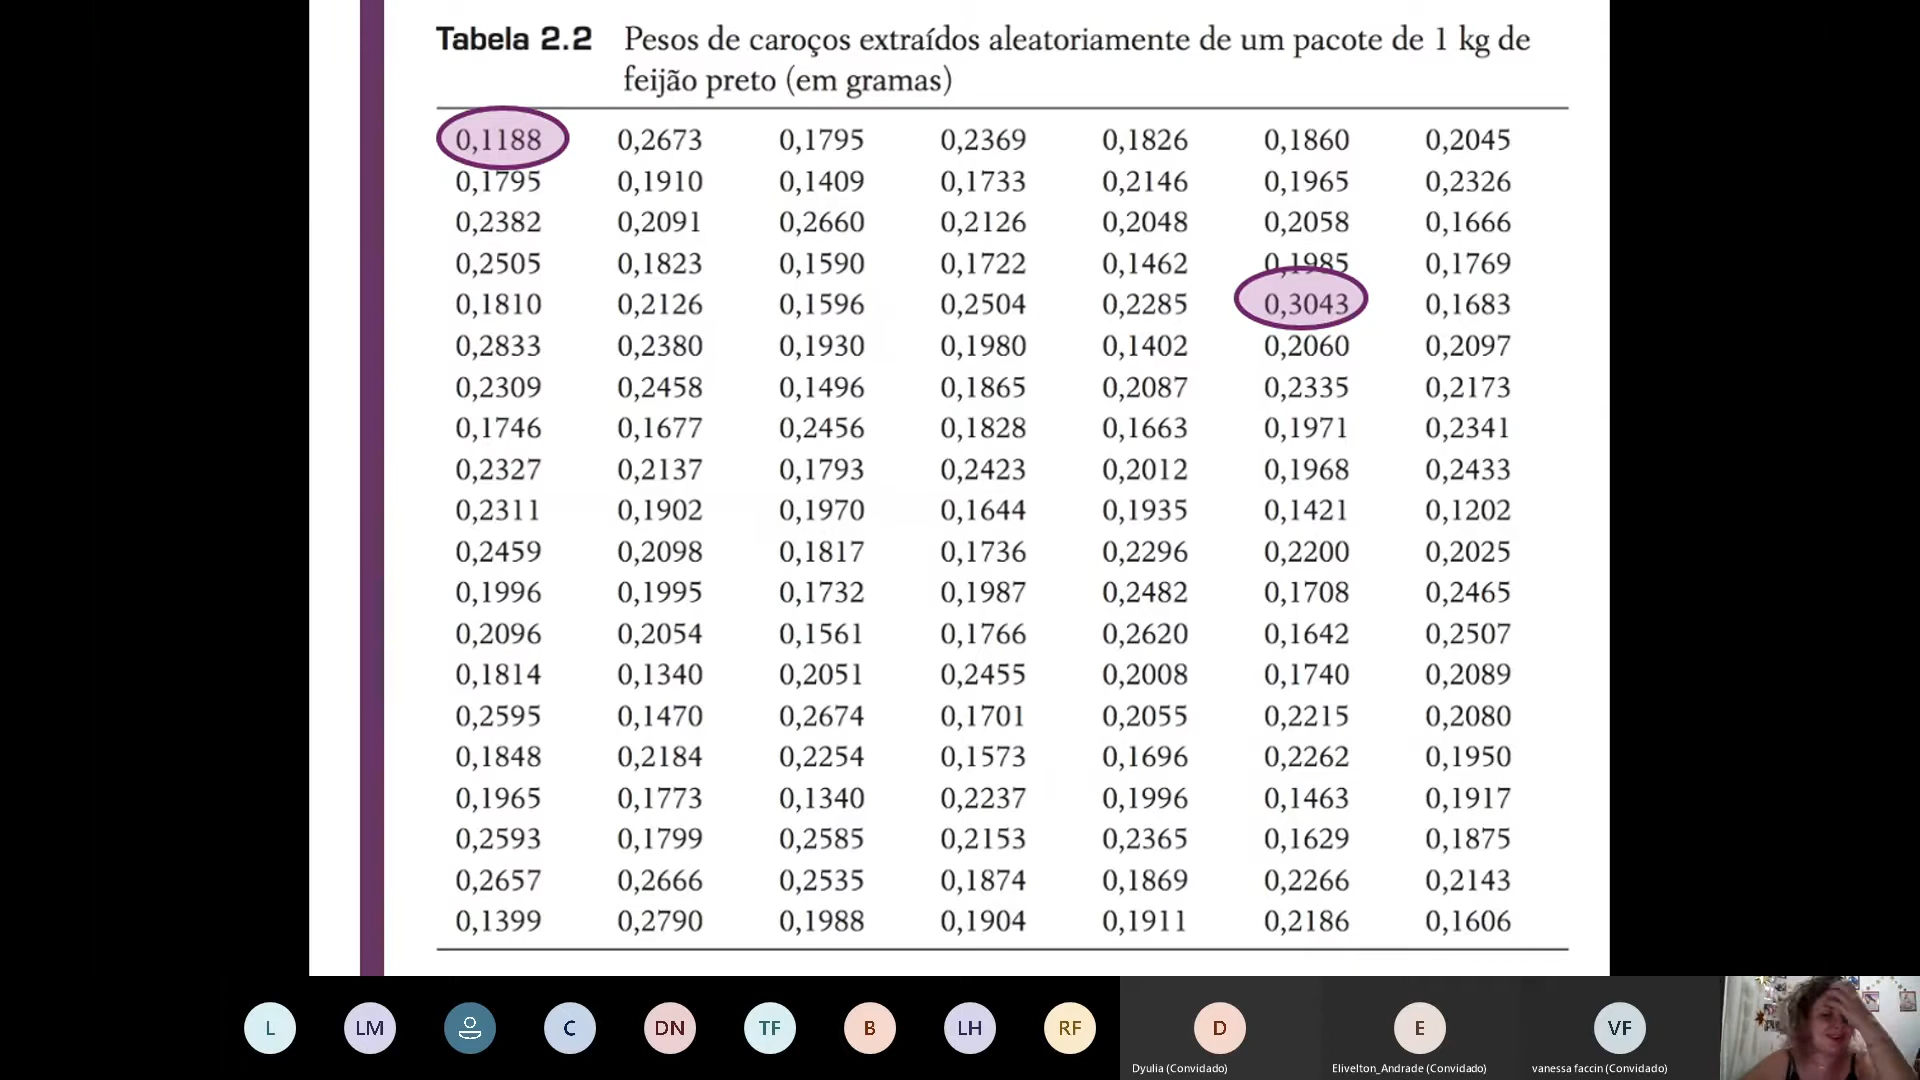 Tabela 2.2 Pesos de caroços extraídos aleatoriamente de um pacote de 1 kg de
feijão preto (em gramas)
0,1188 0,2673 0,1795 0,2369 0,1826 0,1860 0,2045
0,1795 0,1910 0,1409 0,1733 0,2146 0,1965 0,2326
0,2382 0,2091 0,2660 0,2126 0,2048 0,2058 0,1666
0,2505 0,1823 0,1590 0,1722 0,1462 0,1985 0,1769
0,1810 0,2126 0,1596 0,2504 0,2285 0,3043 0,1683
0,2833 0,2380 0,1930 0,1980 0,1402 0,2060 0,2097
0,2309 0,2458 0,1496 0,1865 0,2087 0,2335 0,2173
0,1746 0,1677 0,2456 0,1828 0,1663 0,1971 0,2341
0,2327 0,2137 0,1793 0,2423 0,2012 0,1968 0,2433
0,2311 0,1902 0,1970 0,1644 0,1935 0,1421 0,1202
0,2459 0,2098 0,1817 0,1736 0,2296 0,2200 0,2025
0,1996 0,1995 0,1732 0,1987 0,2482 0,1708 0,2465
0,2096 0,2054 0,1561 0,1766 0,2620 0,1642 0,2507
0,1814 0,1340 0,2051 0,2455 0,2008 0,1740 0,2089
0,2595 0,1470 0,2674 0,1701 0,2055 0,2215 0,2080
0,1848 0,2184 0,2254 0,1573 0,1696 0,2262 0,1950
0,1965 0,1773 0,1340 0,2237 0,1996 0,1463 0,1917
0,2593 0,1799 0,2585 0,2153 0,2365 0,1629 0,1875
0,2657 0,2666 0,2535 0,1874 0,1869 0,2266 0,2143
0,1399 0,2790 0,1988 0,1904 0,1911 0,2186 0,1606
L LM C DN TF B LH RF D E VF
Dyulia (Convidado) Elivelton_Andrade (Convidado) vanessa faccin (Convidado)